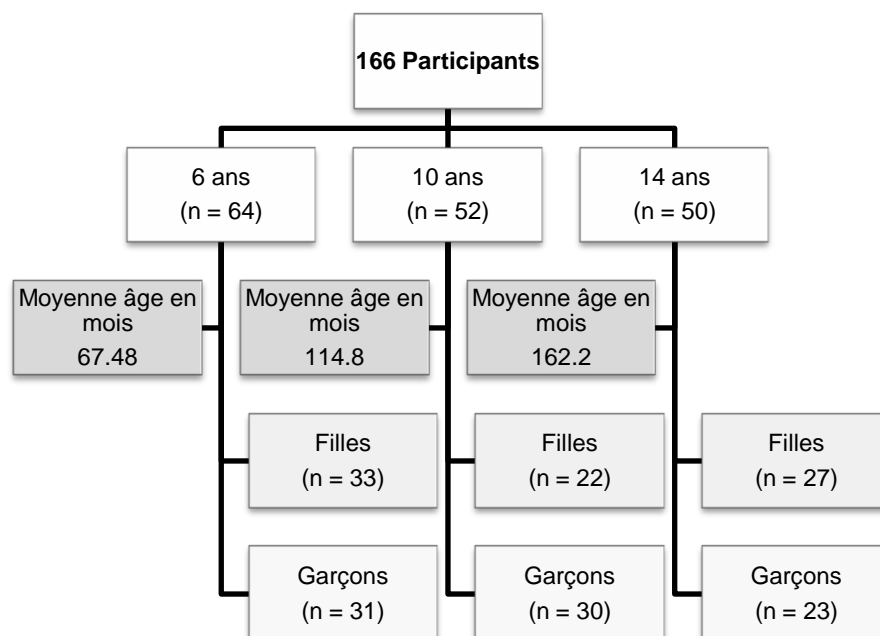 166 Participants
6 ans
(n = 64)
10 ans
(n = 52)
14 ans
(n = 50)
Moyenne âge en
mois
67.48
Moyenne âge en
mois
114.8
Moyenne âge en
mois
162.2
Filles
(n = 33)
Filles
(n = 22)
Filles
(n = 27)
Garçons
(n = 31)
Garçons
(n = 30)
Garçons
(n = 23)